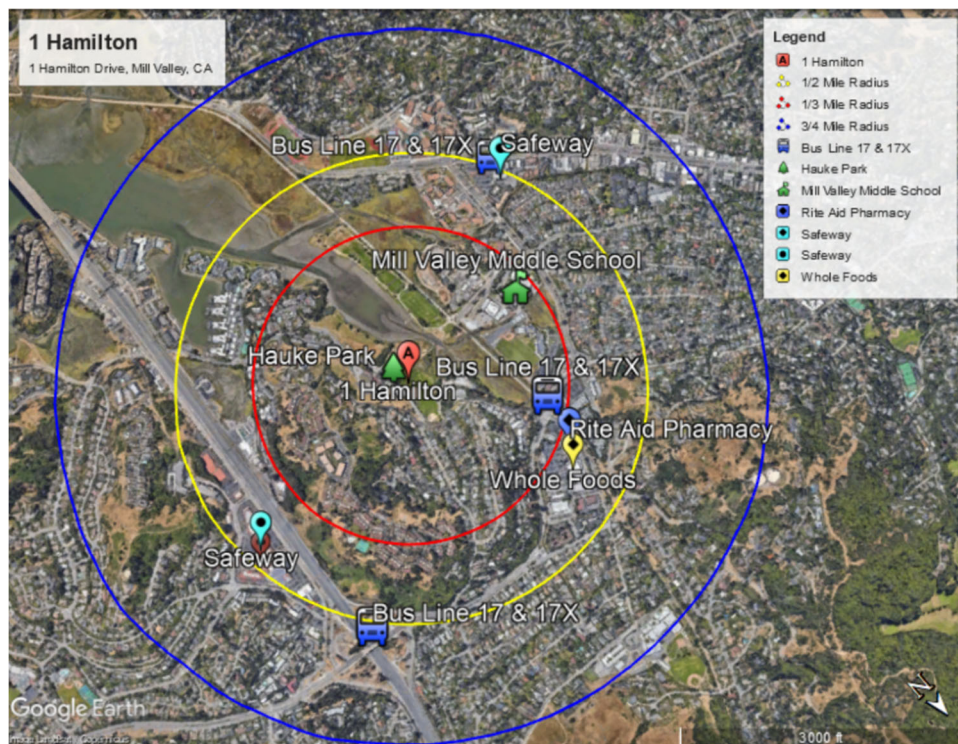 1 Hamilton
1 Hamilton Drive, Mill Valley, CA
Legend
1 Hamilton
1/2 Mile Radius
1/3 Mile Radius
3/4 Mile Radius
Bus Line 17 & 17X
Hauke Park
Mill Valley Middle School
Rite Aid Pharmacy
Safeway
Safeway
Whole Foods
Bus Line 17 & 17X
Safeway
Mill Valley Middle School
A
Hauke Park
1 Hamilton
Bus Line 17 & 17X
Rite Aid Pharmacy
Whole Foods
Safeway
Bus Line 17 & 17X
N
Google Earth
Image Landsat / Copernicus
3000 ft